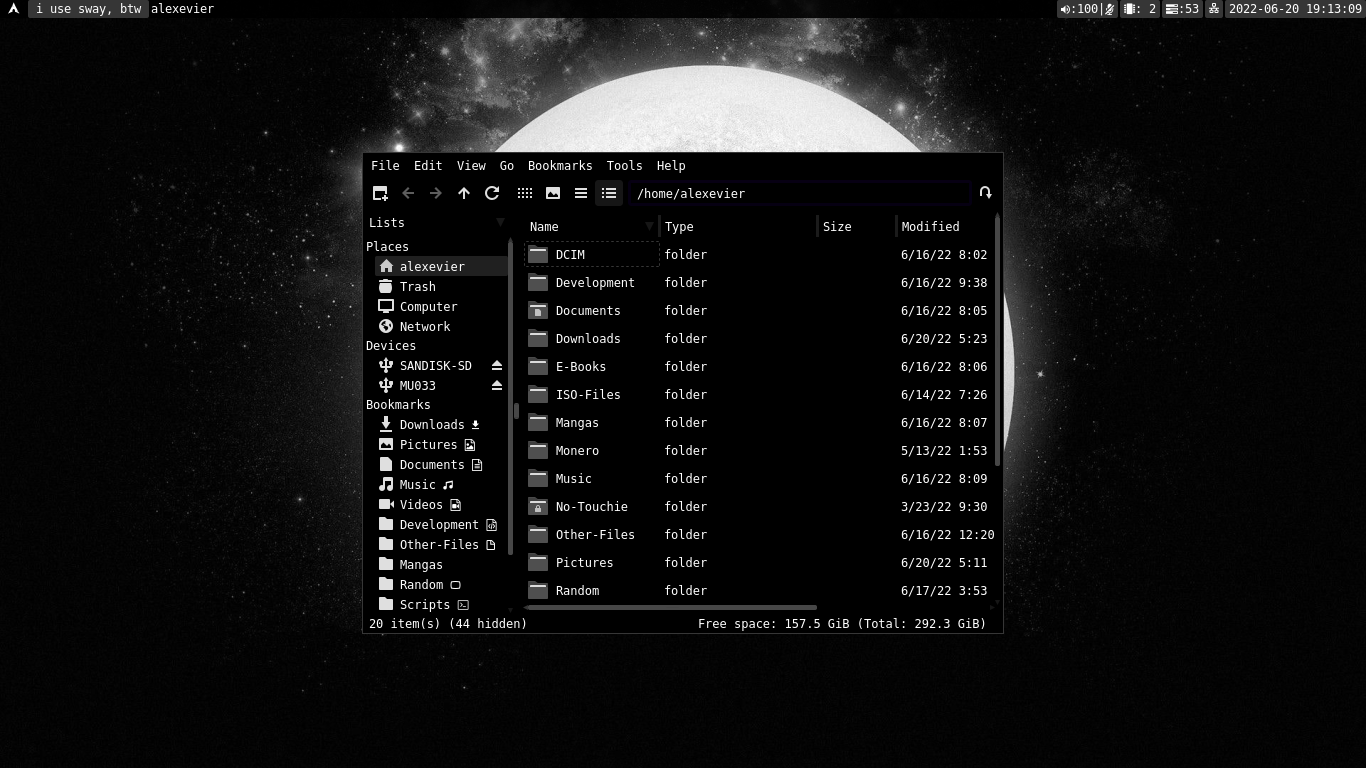 i use sway, btw alexevier :100| : 2 :53 2022-06-20 19:13:09
File Edit View Go Bookmarks Tools Help
/home/alexevier
Lists
Places
alexevier
Trash
Computer
Network
Devices
SANDISK-SD
MU033
Bookmarks
Downloads
Pictures
Documents
Music
Videos
Development
Other-Files
Mangas
Random
Scripts
Name Type Size Modified
DCIM folder 6/16/22 8:02
Development folder 6/16/22 9:38
Documents folder 6/16/22 8:05
Downloads folder 6/20/22 5:23
E-Books folder 6/16/22 8:06
ISO-Files folder 6/14/22 7:26
Mangas folder 6/16/22 8:07
Monero folder 5/13/22 1:53
Music folder 6/16/22 8:09
No-Touchie folder 3/23/22 9:30
Other-Files folder 6/16/22 12:20
Pictures folder 6/20/22 5:11
Random folder 6/17/22 3:53
20 item(s) (44 hidden) Free space: 157.5 GiB (Total: 292.3 GiB)